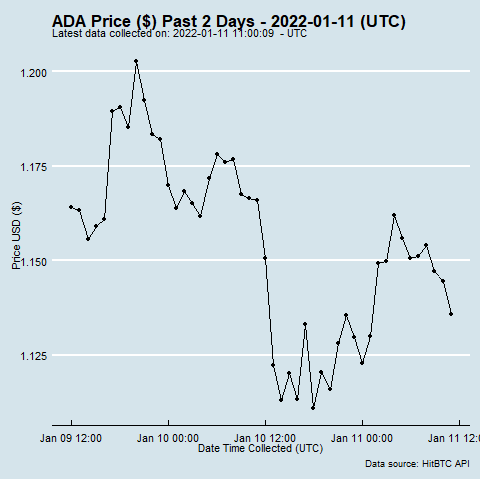 ADA Price ($) Past 2 Days - 2022-01-11 (UTC)
Latest data collected on: 2022-01-11 11:00:09 - UTC
1.200
1.175
1.150
1.125
Price USD ($)
Jan 09 12:00 Jan 10 00:00 Jan 10 12:00 Jan 11 00:00 Jan 11 12:
Date Time Collected (UTC)
Data source: HitBTC API